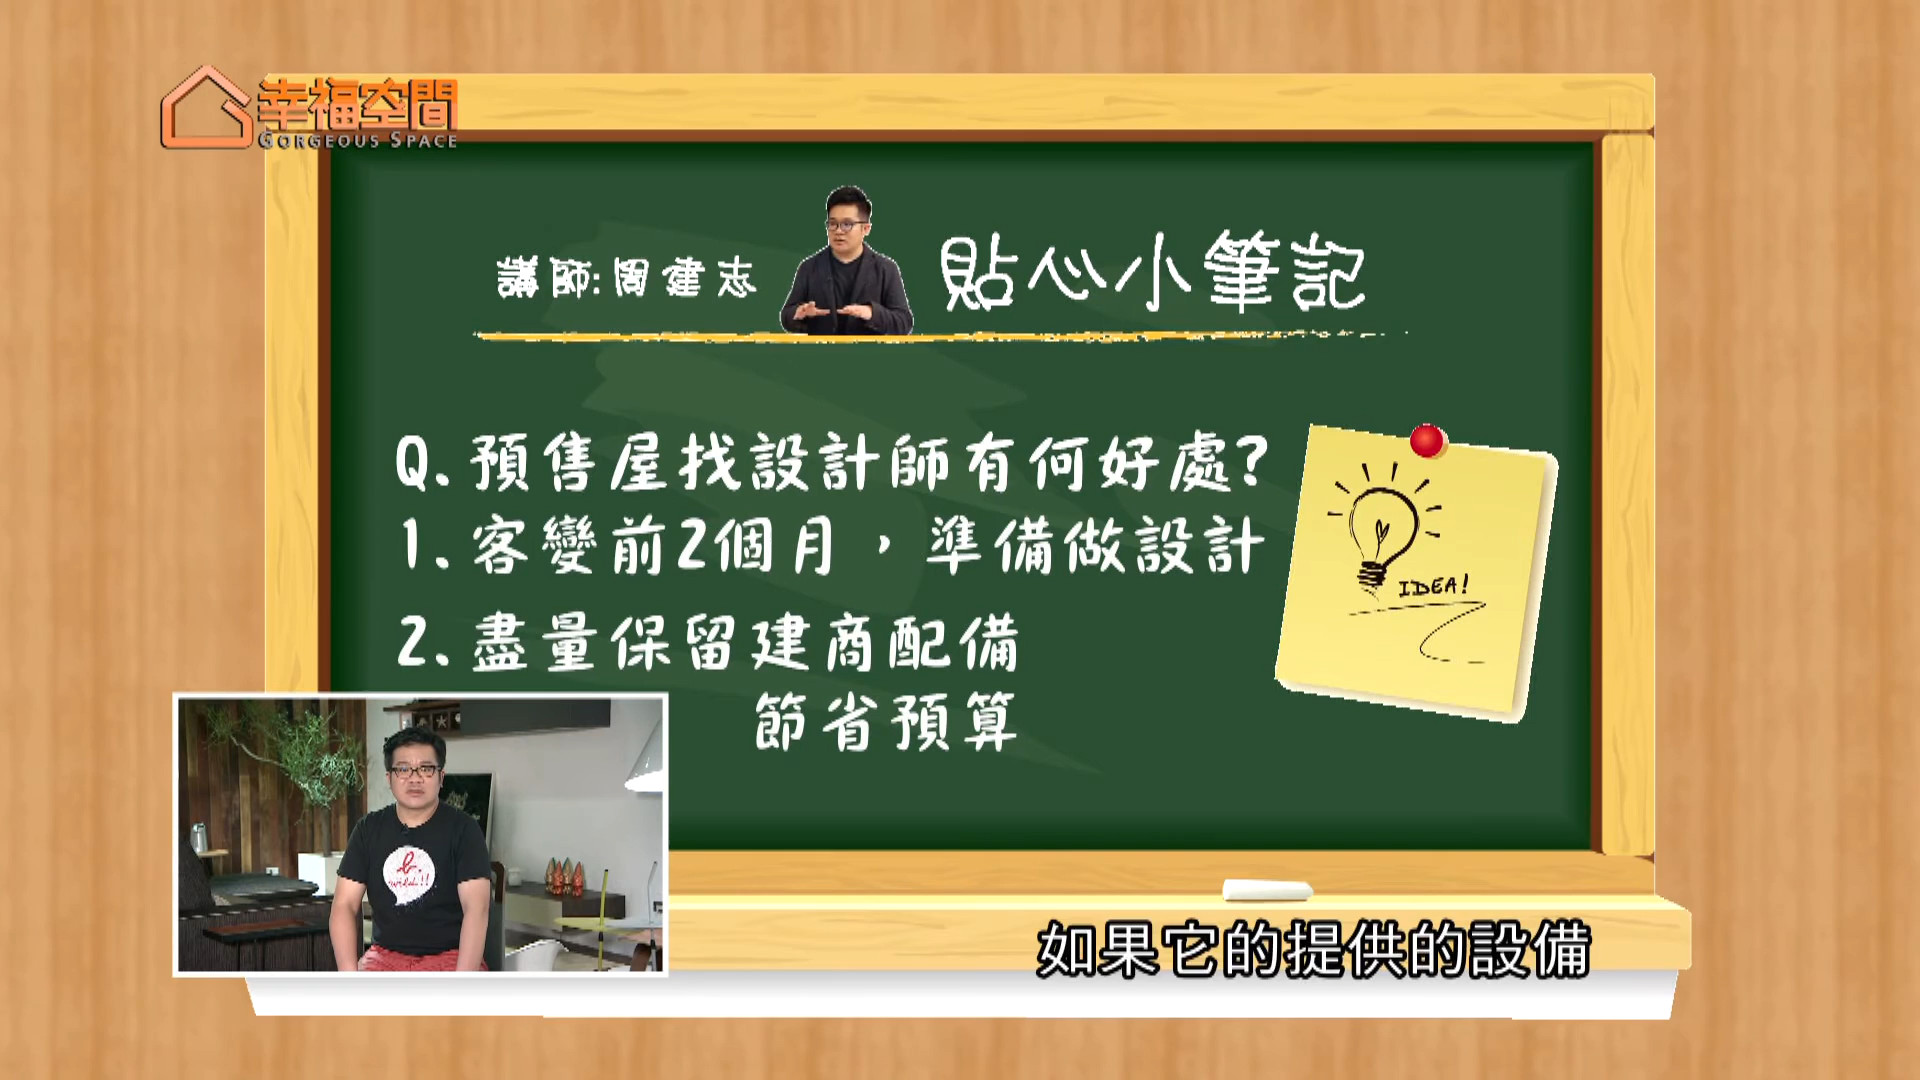 幸福空間
GORGEOUS SPACE
講師:周建志
貼心小筆記
Q.預售屋找設計師有何好處?
1.客變前2個月,準備做設計
2.盡量保留建商配備
節省預算
IDEA!
如果它的提供的設備